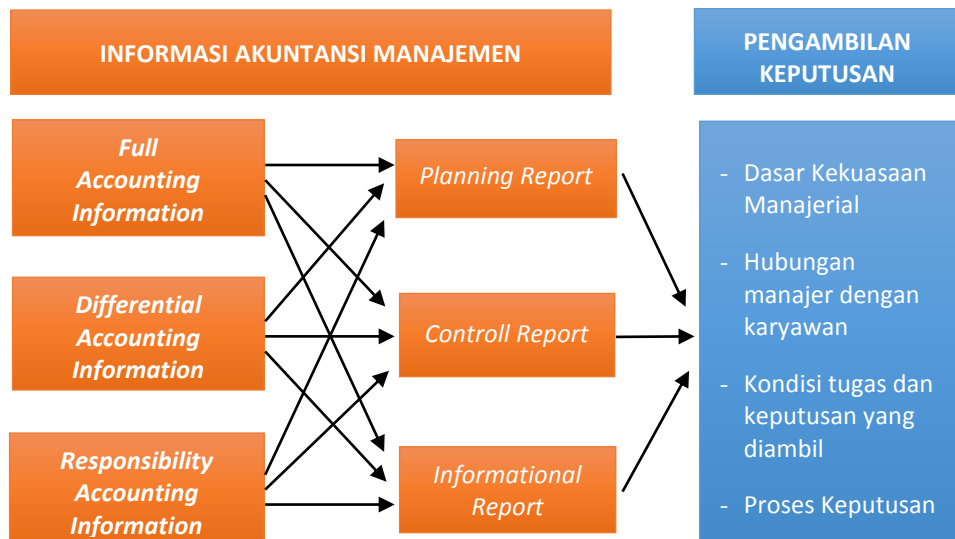 INFORMASI AKUNTANSI MANAJEMEN
PENGAMBILAN
KEPUTUSAN
Full
Accounting
Information
Differential
Accounting
Information
Responsibility
Accounting
Information
Planning Report
Controll Report
Informational
Report
- Dasar Kekuasaan
Manajerial
- Hubungan
manajer dengan
karyawan
- Kondisi tugas dan
keputusan yang
diambil
- Proses Keputusan